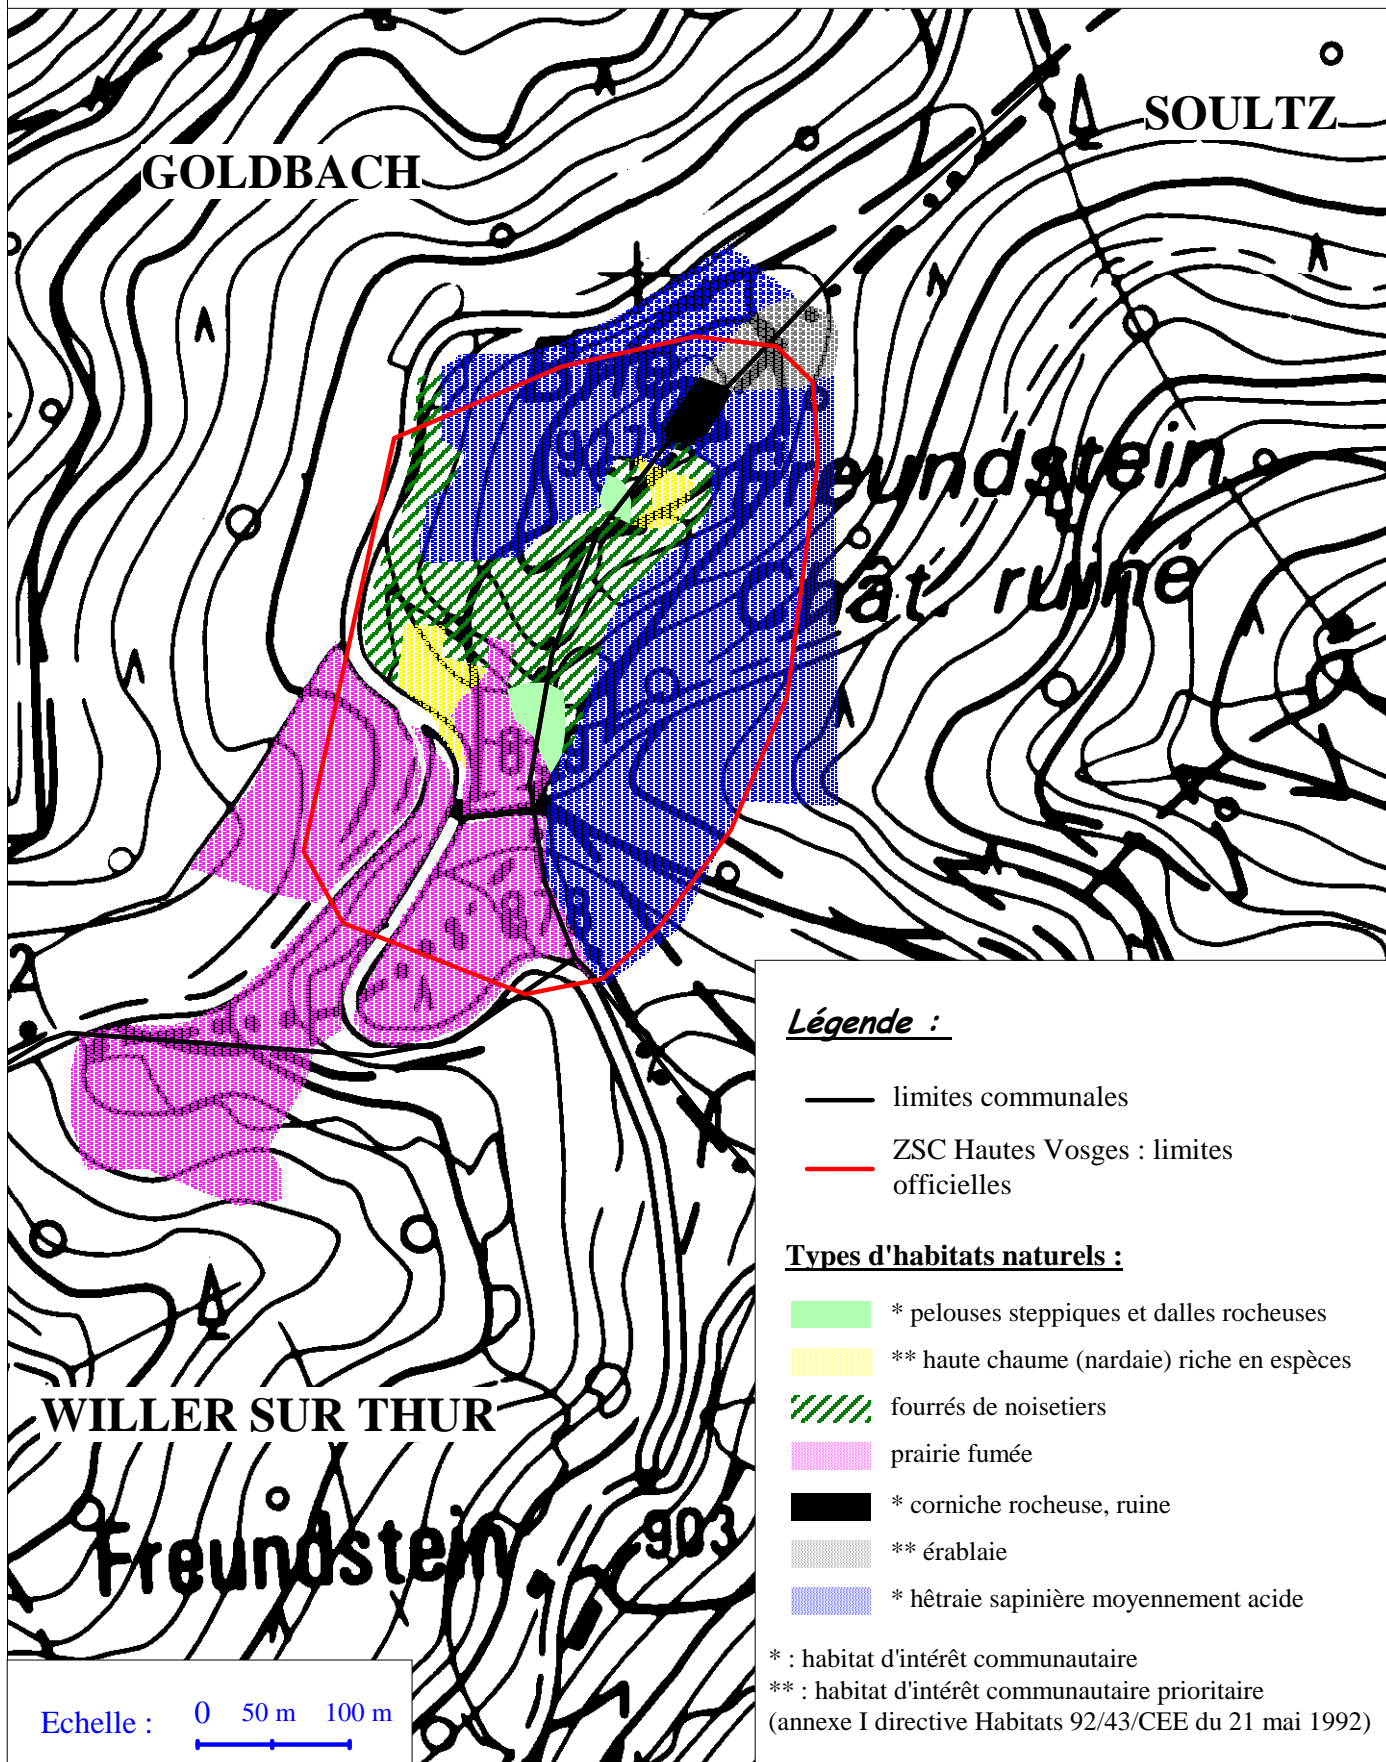 SOULTZ
GOLDBACH
Freundstein
chât. ruine
2
WILLER SUR THUR
Freundstein
903
Légende :
limites communales
ZSC Hautes Vosges : limites
officielles
Types d'habitats naturels :
* pelouses steppiques et dalles rocheuses
** haute chaume (nardaie) riche en espèces
fourrés de noisetiers
prairie fumée
* corniche rocheuse, ruine
** érablaie
* hêtraie sapinière moyennement acide
* : habitat d'intérêt communautaire
** : habitat d'intérêt communautaire prioritaire
(annexe I directive Habitats 92/43/CEE du 21 mai 1992)
Echelle : 0 50 m 100 m